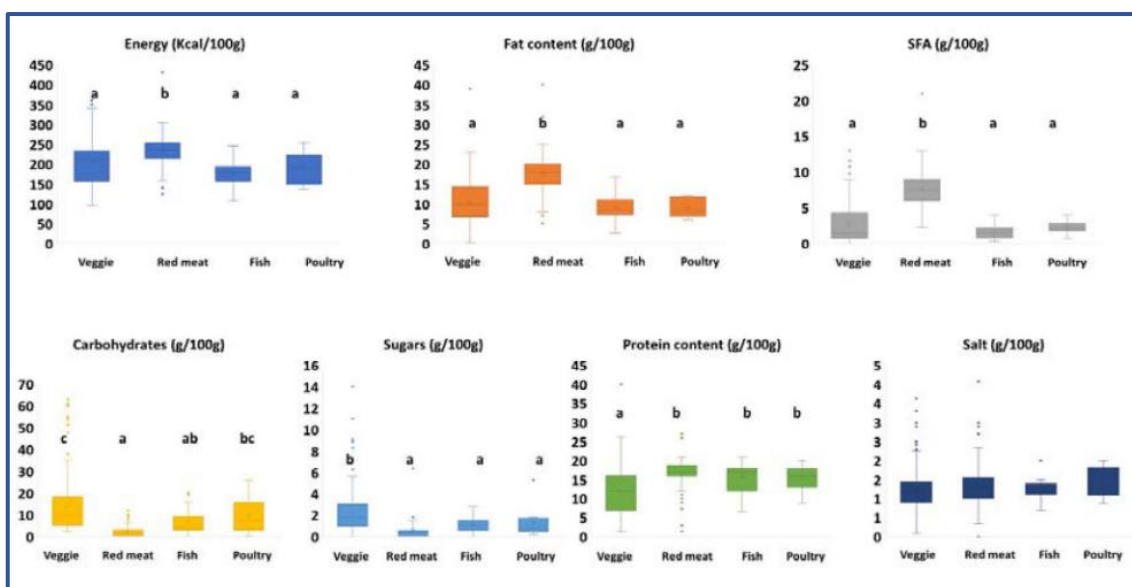 Energy (Kcal/100g)
450
400
350
300
250
200
150
100
50
0
a
b
a
a
Veggie
Red meat
Fish
Poultry
Fat content (g/100g)
45
40
35
30
25
20
15
10
5
0
a
b
a
a
Veggie
Red meat
Fish
Poultry
SFA (g/100g)
25
20
15
10
5
0
a
b
a
a
Veggie
Red meat
Fish
Poultry
Carbohydrates (g/100g)
70
60
50
40
30
20
10
0
c
a
ab
bc
Veggie
Red meat
Fish
Poultry
Sugars (g/100g)
16
14
12
10
8
6
4
2
0
b
a
a
a
Veggie
Red meat
Fish
Poultry
Protein content (g/100g)
45
40
35
30
25
20
15
10
5
0
a
b
b
b
Veggie
Red meat
Fish
Poultry
Salt (g/100g)
5
4
4
3
3
2
2
1
1
0
Veggie
Red meat
Fish
Poultry